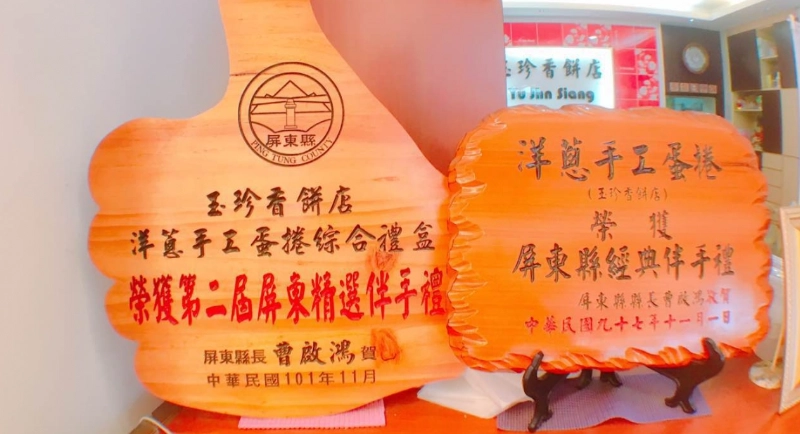 屏東縣
PING TUNG COUNTY
玉珍香餅店
洋蔥手工蛋捲綜合禮盒
榮獲第二屆屏東精選伴手禮
屏東縣長曹啟鴻賀
中華民國101年11月
玉珍香餅店
Yu Jun Siang
洋蔥手工蛋捲
(玉珍香餅店)
榮獲
屏東縣經典伴手禮
屏東縣縣長曹啟鴻敬賀
中華民國九十七年十一月一日